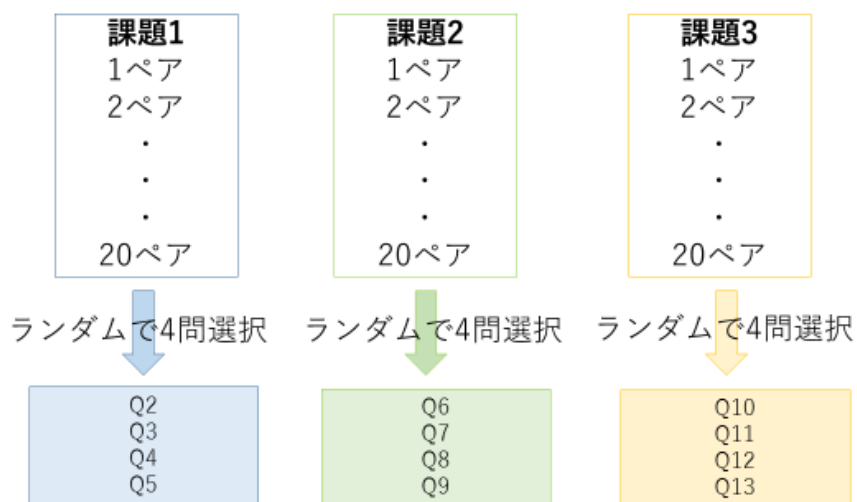 課題1
1ペア
2ペア
・
・
・
20ペア
ランダムで4問選択
Q2
Q3
Q4
Q5
課題2
1ペア
2ペア
・
・
・
20ペア
ランダムで4問選択
Q6
Q7
Q8
Q9
課題3
1ペア
2ペア
・
・
・
20ペア
ランダムで4問選択
Q10
Q11
Q12
Q13